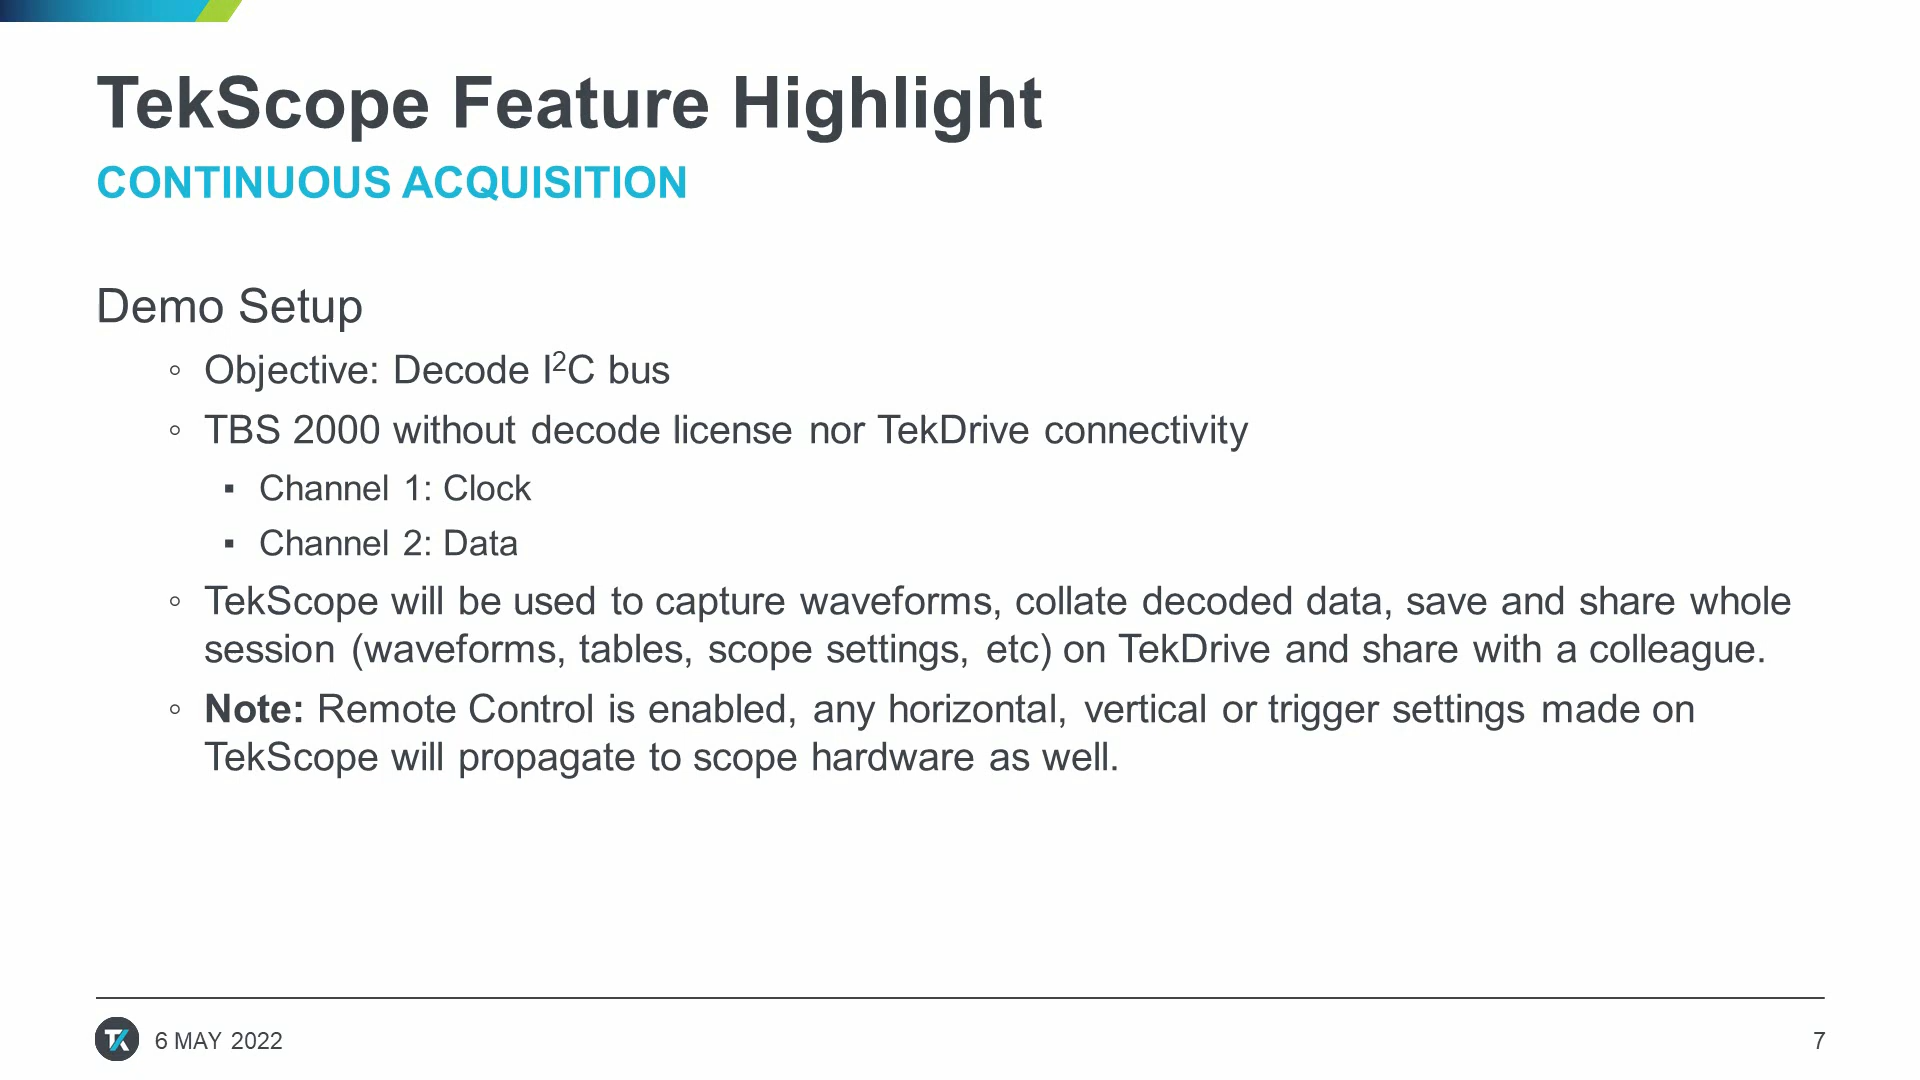 TekScope Feature Highlight
CONTINUOUS ACQUISITION
Demo Setup
◦ Objective: Decode I²C bus
◦ TBS 2000 without decode license nor TekDrive connectivity
▪ Channel 1: Clock
▪ Channel 2: Data
◦ TekScope will be used to capture waveforms, collate decoded data, save and share whole
session (waveforms, tables, scope settings, etc) on TekDrive and share with a colleague.
◦ Note: Remote Control is enabled, any horizontal, vertical or trigger settings made on
TekScope will propagate to scope hardware as well.
6 MAY 2022
7